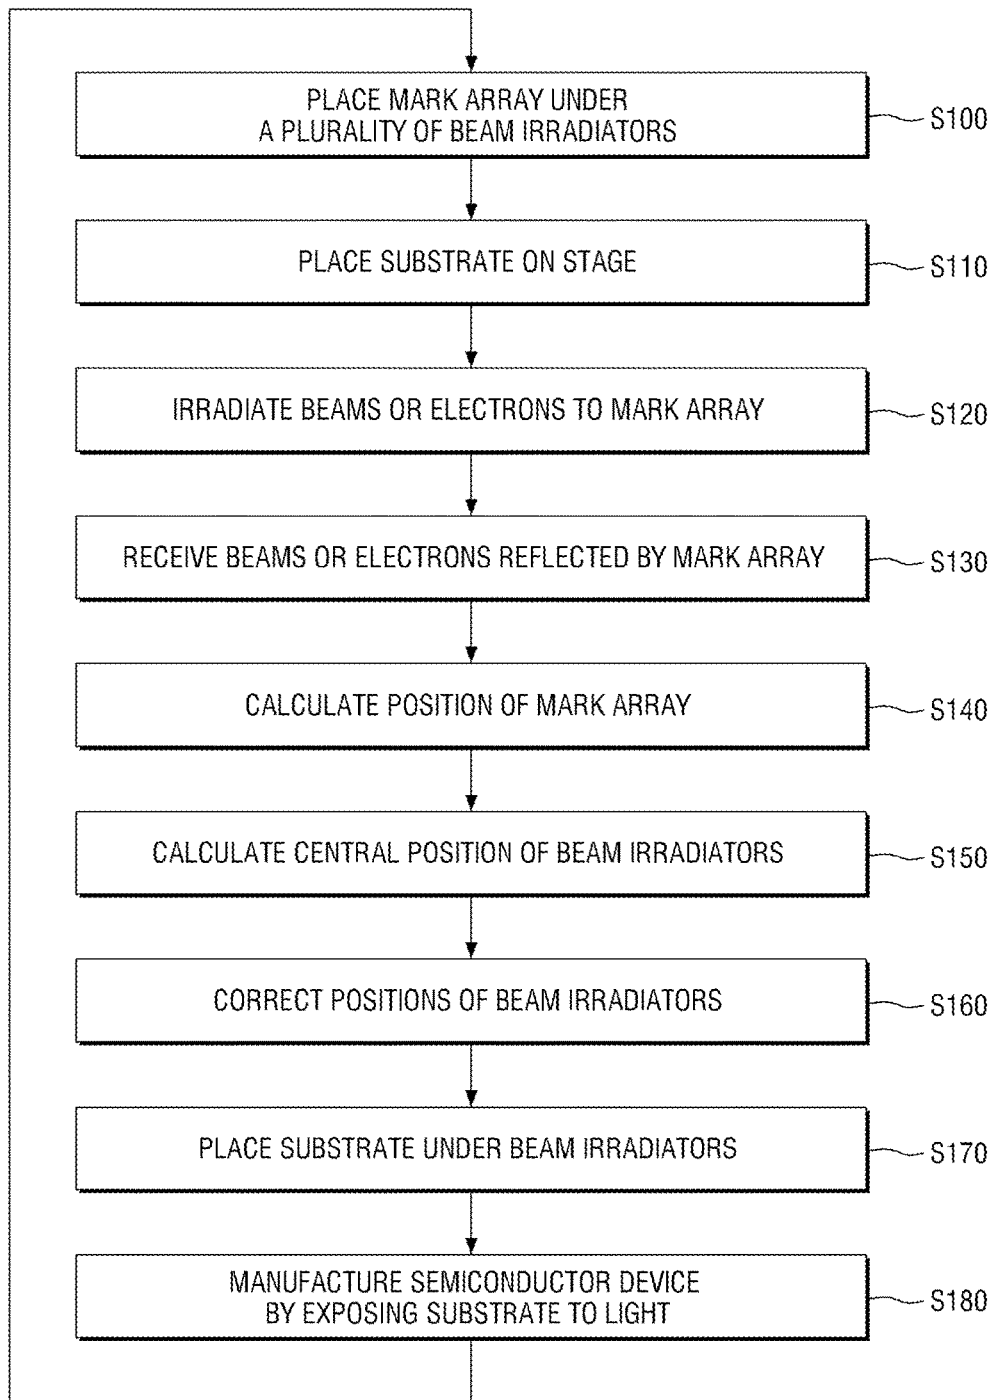 PLACE MARK ARRAY UNDER
A PLURALITY OF BEAM IRRADIATORS
S100
PLACE SUBSTRATE ON STAGE
S110
IRRADIATE BEAMS OR ELECTRONS TO MARK ARRAY
S120
RECEIVE BEAMS OR ELECTRONS REFLECTED BY MARK ARRAY
S130
CALCULATE POSITION OF MARK ARRAY
S140
CALCULATE CENTRAL POSITION OF BEAM IRRADIATORS
S150
CORRECT POSITIONS OF BEAM IRRADIATORS
S160
PLACE SUBSTRATE UNDER BEAM IRRADIATORS
S170
MANUFACTURE SEMICONDUCTOR DEVICE
BY EXPOSING SUBSTRATE TO LIGHT
S180